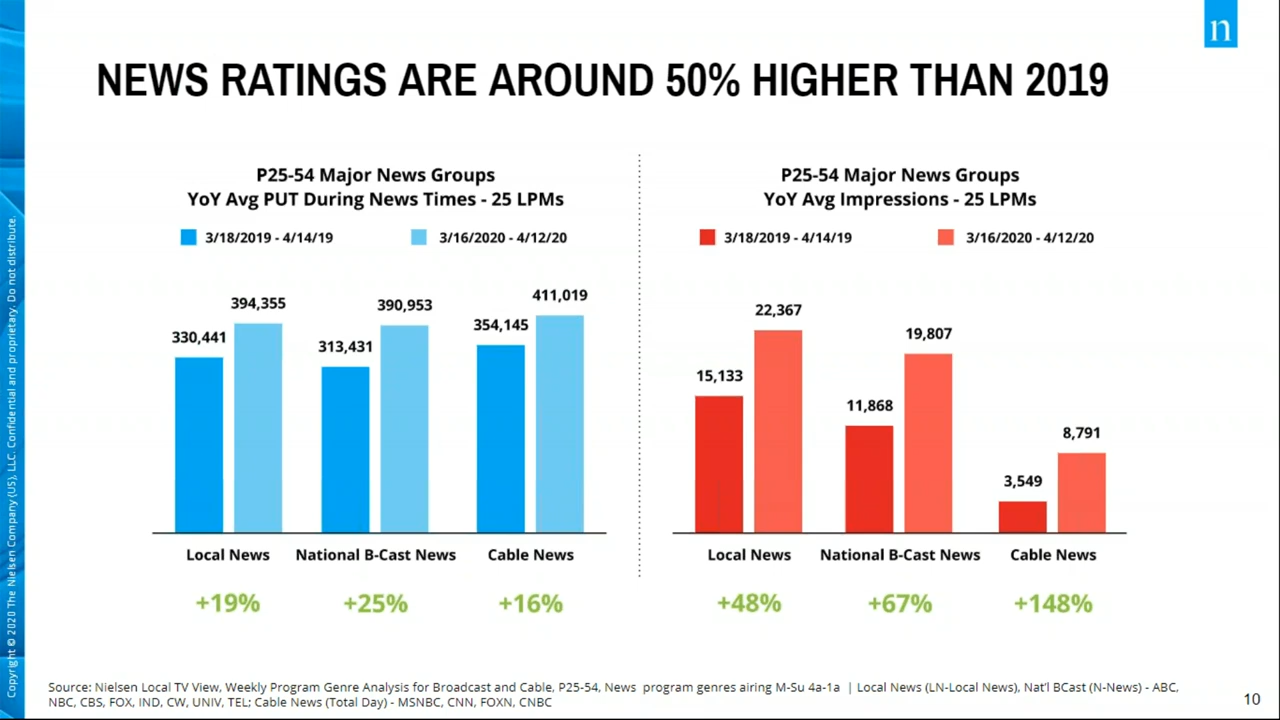 n
NEWS RATINGS ARE AROUND 50% HIGHER THAN 2019
P25-54 Major News Groups
YoY Avg PUT During News Times - 25 LPMs
3/18/2019 - 4/14/19
3/16/2020 - 4/12/20
330,441
394,355
313,431
390,953
354,145
411,019
Local News
National B-Cast News
Cable News
+19%
+25%
+16%
P25-54 Major News Groups
YoY Avg Impressions - 25 LPMs
3/18/2019 - 4/14/19
3/16/2020 - 4/12/20
15,133
22,367
11,868
19,807
3,549
8,791
Local News
National B-Cast News
Cable News
+48%
+67%
+148%
Source: Nielsen Local TV View, Weekly Program Genre Analysis for Broadcast and Cable, P25-54, News program genres airing M-Su 4a-1a | Local News (LN-Local News), Nat'l BCast (N-News) - ABC,
NBC, CBS, FOX, IND, CW, UNIV, TEL; Cable News (Total Day) - MSNBC, CNN, FOXN, CNBC
10
Copyright © 2020 The Nielsen Company (US), LLC. Confidential and proprietary. Do not distribute.